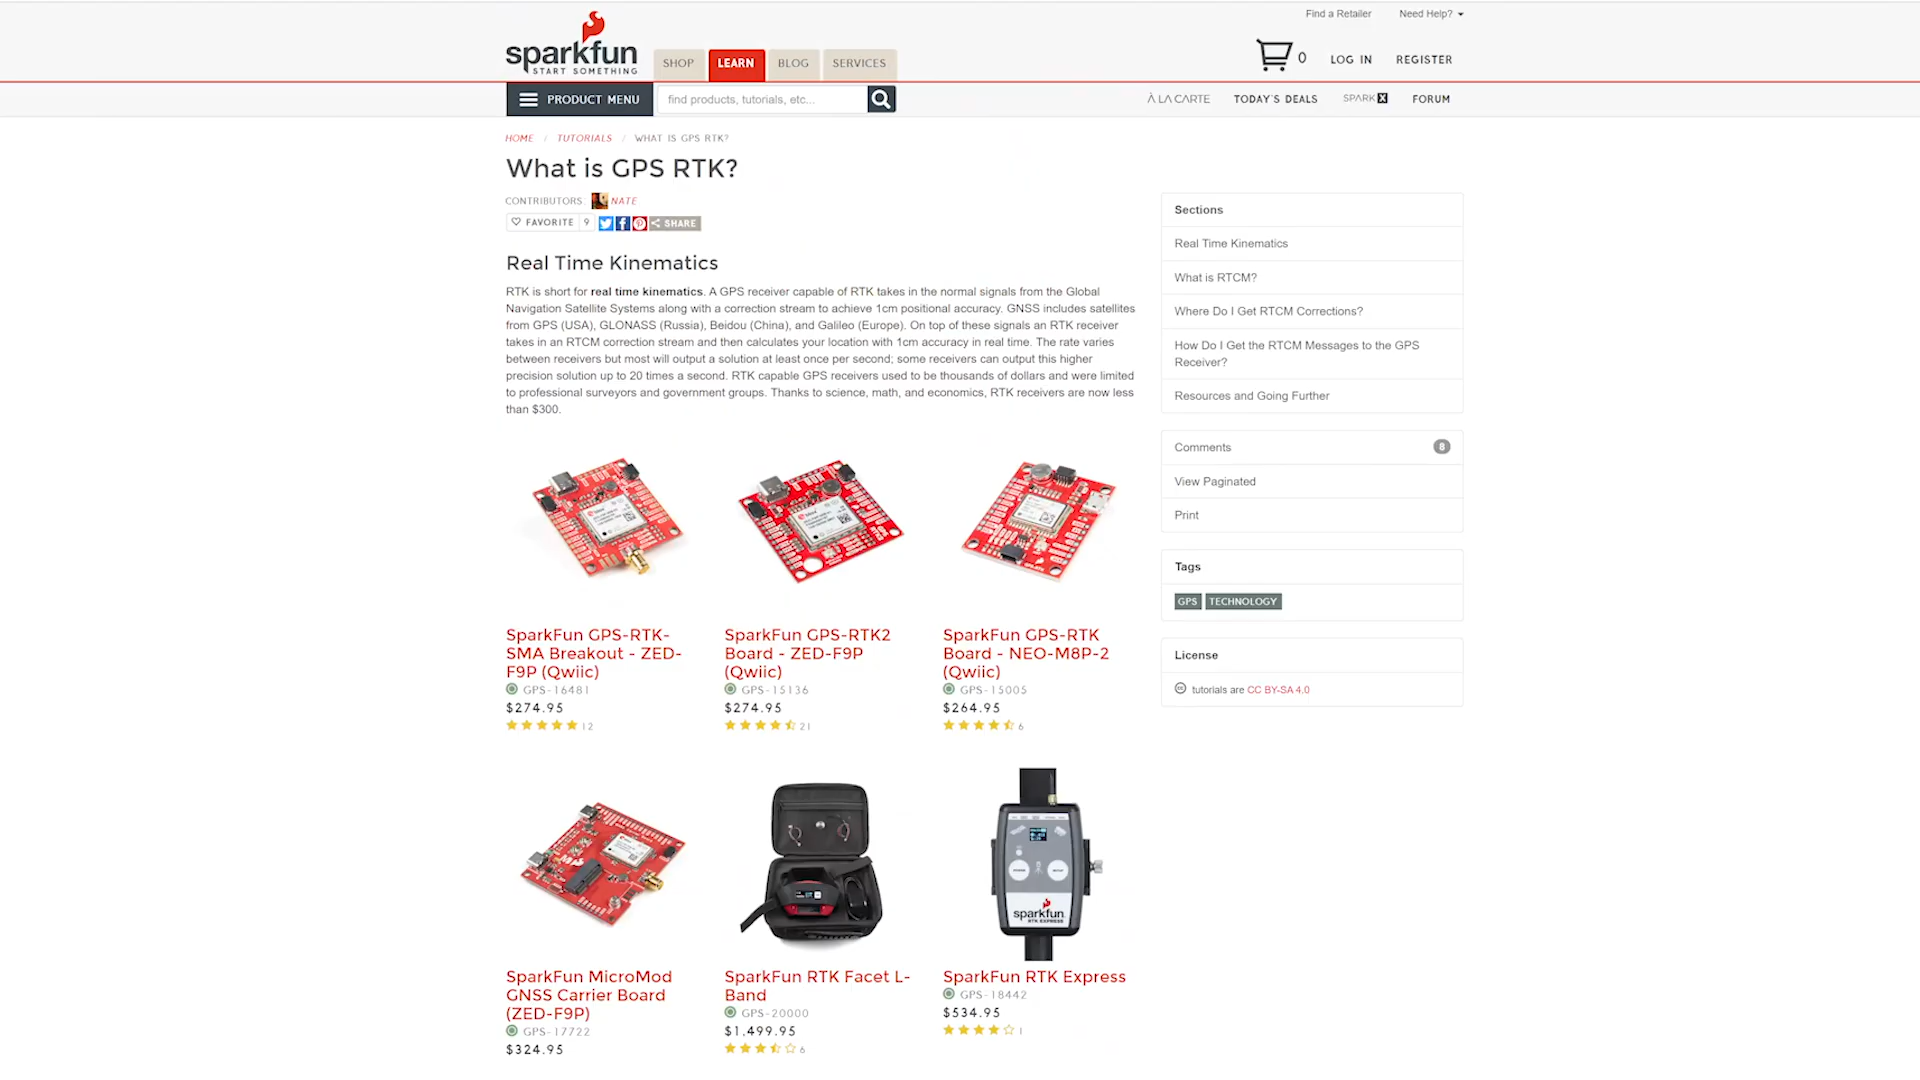 Find a Retailer
Need Help?
sparkfun
START SOMETHING
SHOP
LEARN
BLOG
SERVICES
0
LOG IN
REGISTER
PRODUCT MENU
find products, tutorials, etc...
À LA CARTE
TODAY'S DEALS
SPARK X
FORUM
HOME / TUTORIALS / WHAT IS GPS RTK?
What is GPS RTK?
CONTRIBUTORS: NATE
FAVORITE 9
SHARE
Real Time Kinematics
RTK is short for real time kinematics. A GPS receiver capable of RTK takes in the normal signals from the Global
Navigation Satellite Systems along with a correction stream to achieve 1cm positional accuracy. GNSS includes satellites
from GPS (USA), GLONASS (Russia), Beidou (China), and Galileo (Europe). On top of these signals an RTK receiver
takes in an RTCM correction stream and then calculates your location with 1cm accuracy in real time. The rate varies
between receivers but most will output a solution at least once per second; some receivers can output this higher
precision solution up to 20 times a second. RTK capable GPS receivers used to be thousands of dollars and were limited
to professional surveyors and government groups. Thanks to science, math, and economics, RTK receivers are now less
than $300.
SparkFun GPS-RTK-
SMA Breakout - ZED-
F9P (Qwiic)
GPS-16481
$274.95
12
SparkFun GPS-RTK2
Board - ZED-F9P
(Qwiic)
GPS-15136
$274.95
21
SparkFun GPS-RTK
Board - NEO-M8P-2
(Qwiic)
GPS-15005
$264.95
6
SparkFun MicroMod
GNSS Carrier Board
(ZED-F9P)
GPS-17722
$324.95
SparkFun RTK Facet L-
Band
GPS-20000
$1,499.95
6
sparkfun
RTK EXPRESS
SparkFun RTK Express
GPS-18442
$534.95
1
Sections
Real Time Kinematics
What is RTCM?
Where Do I Get RTCM Corrections?
How Do I Get the RTCM Messages to the GPS
Receiver?
Resources and Going Further
Comments
8
View Paginated
Print
Tags
GPS
TECHNOLOGY
License
tutorials are CC BY-SA 4.0